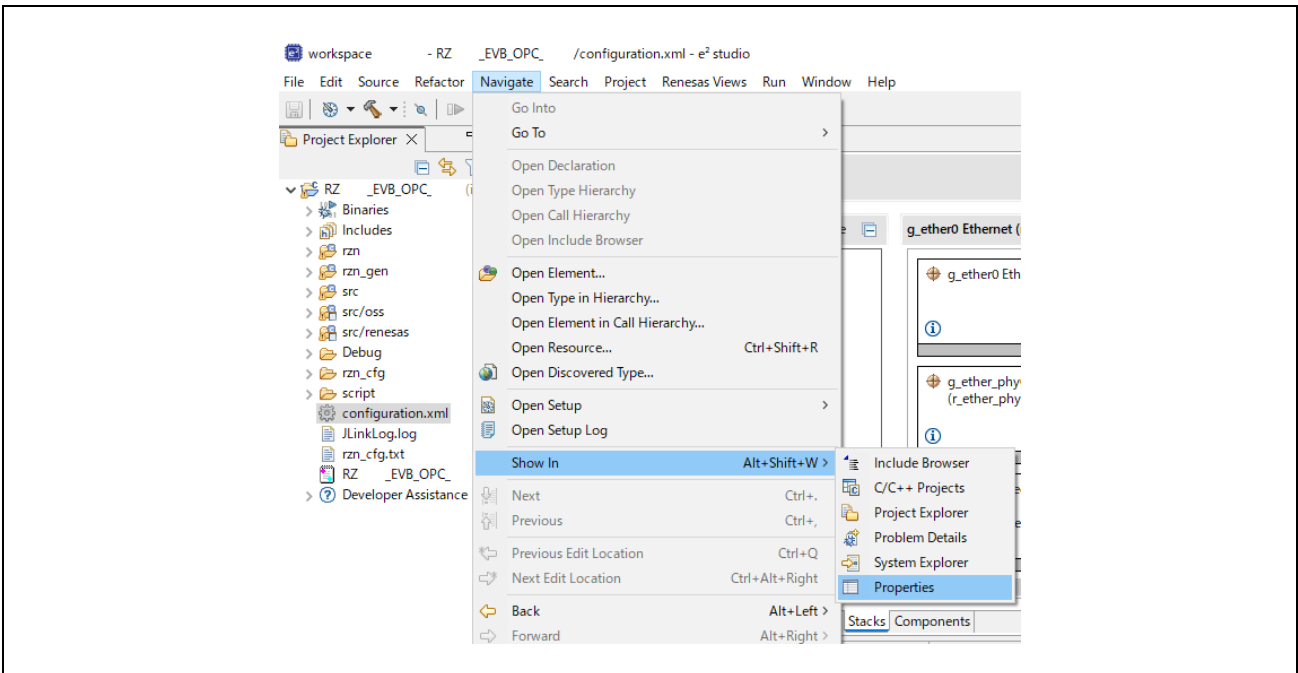 workspace - RZ _EVB_OPC_ /configuration.xml - e² studio
File Edit Source Refactor Navigate Search Project Renesas Views Run Window Help
Project Explorer
RZ _EVB_OPC_
Binaries
Includes
rzn
rzn_gen
src
src/oss
src/renesas
Debug
rzn_cfg
script
configuration.xml
JLinkLog.log
rzn_cfg.txt
RZ _EVB_OPC_
Developer Assistance
Go Into
Go To
Open Declaration
Open Type Hierarchy
Open Call Hierarchy
Open Include Browser
Open Element...
Open Type in Hierarchy...
Open Element in Call Hierarchy...
Open Resource... Ctrl+Shift+R
Open Discovered Type...
Open Setup
Open Setup Log
Show In Alt+Shift+W
Next Ctrl+.
Previous Ctrl+,
Previous Edit Location Ctrl+Q
Next Edit Location Ctrl+Alt+Right
Back Alt+Left
Forward Alt+Right
Include Browser
C/C++ Projects
Project Explorer
Problem Details
System Explorer
Properties
g_ether0 Ethernet (
g_ether0 Eth
g_ether_phy
(r_ether_phy
Stacks Components